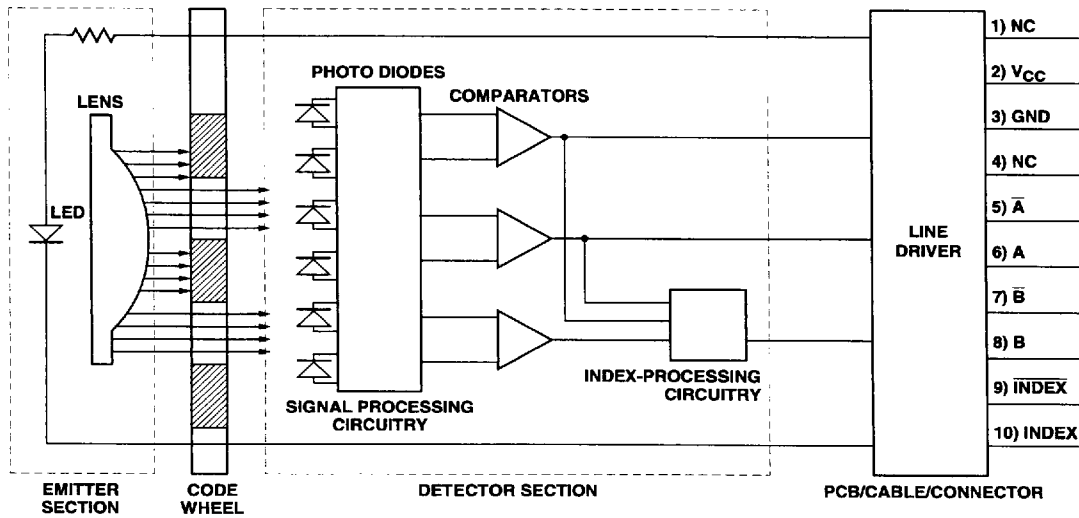 1) NC
2) VCC
3) GND
4) NC
5) A̅
6) A
7) B̅
8) B
9) I̅N̅D̅E̅X̅
10) INDEX
PHOTO DIODES
COMPARATORS
LENS
LED
LINE
DRIVER
INDEX-PROCESSING
CIRCUITRY
SIGNAL PROCESSING
CIRCUITRY
EMITTER
SECTION
CODE
WHEEL
DETECTOR SECTION
PCB/CABLE/CONNECTOR